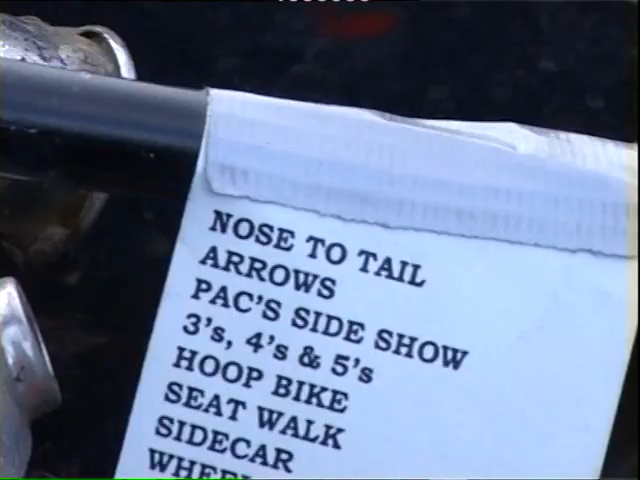 NOSE TO TAIL
ARROWS
PAC'S SIDE SHOW
3's, 4's & 5's
HOOP BIKE
SEAT WALK
SIDECAR